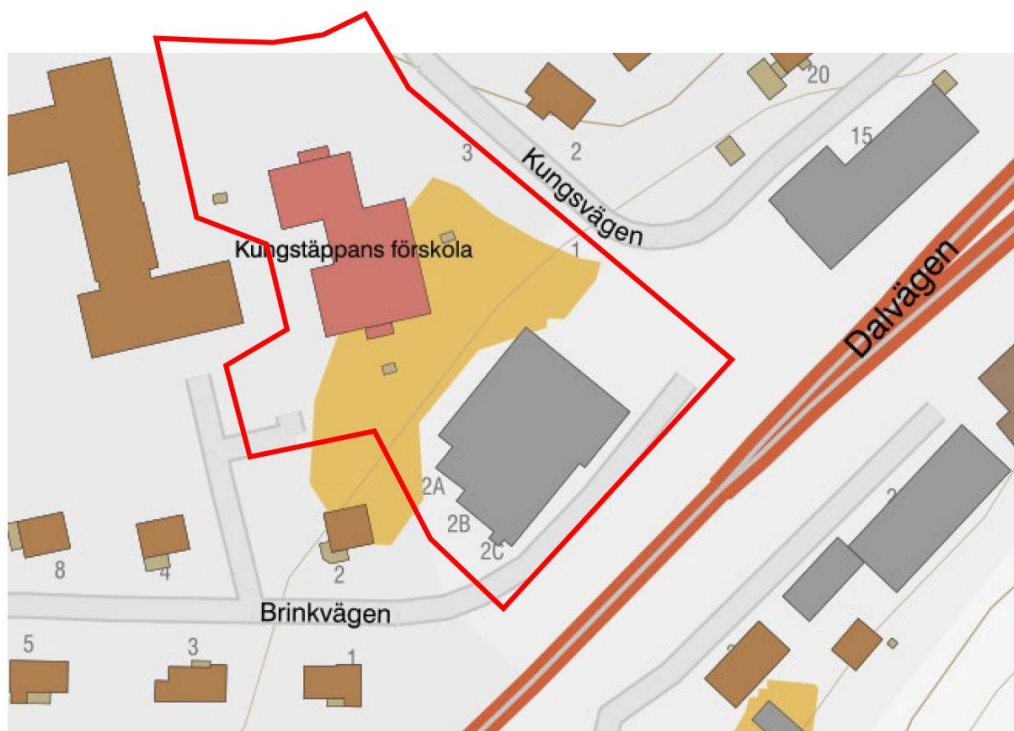 20
15
3
2
Kungsvägen
Kungstäppans förskola
1
Dalvägen
2A
2B
2C
8
4
2
Brinkvägen
5
3
1